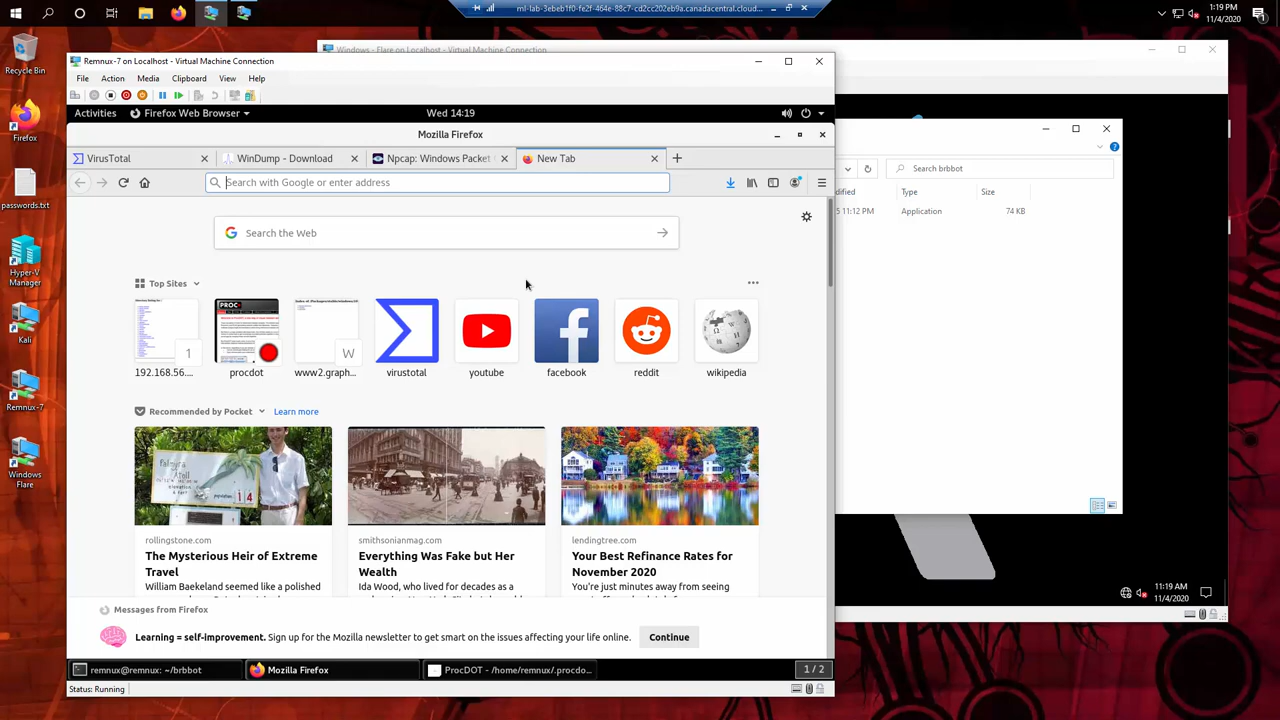 1:19 PM
11/4/2020
ml-lab-3ebeb1f0-fe2f-464e-88c7-cd2cc202eb9a.canadacentral.cloud...
Recycle Bin
Firefox
passwords.txt
Hyper-V
Manager
Kali
Remnux-7
Windows
Flare
Windows - Flare on Localhost - Virtual Machine Connection
Remnux-7 on Localhost - Virtual Machine Connection
File Action Media Clipboard View Help
Activities Firefox Web Browser Wed 14:19
Mozilla Firefox
VirusTotal WinDump - Download Npcap: Windows Packet New Tab
Search with Google or enter address
Search the Web
Top Sites
PROC
1
W
192.168.56.... procdot www2.graph... virustotal youtube facebook reddit wikipedia
Recommended by Pocket Learn more
rollingstone.com
The Mysterious Heir of Extreme
Travel
William Baekeland seemed like a polished
smithsonianmag.com
Everything Was Fake but Her
Wealth
Ida Wood, who lived for decades as a
lendingtree.com
Your Best Refinance Rates for
November 2020
You're just minutes away from seeing
Messages from Firefox
Learning = self-improvement. Sign up for the Mozilla newsletter to get smart on the issues affecting your life online. Continue
remnux@remnux: ~/brbbot Mozilla Firefox ProcDOT - /home/remnux/.procdo... 1 / 2
Status: Running
Search brbbot
dified Type Size
5 11:12 PM Application 74 KB
11:19 AM
11/4/2020